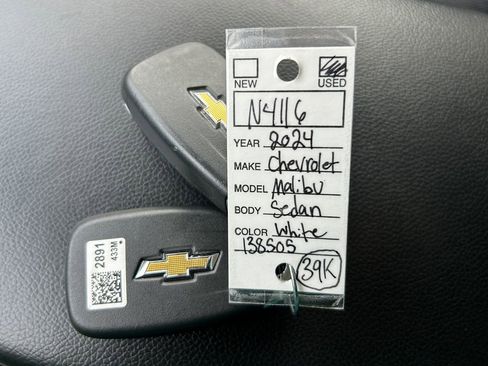 NEW USED
N4116
YEAR 2024
MAKE Chevrolet
MODEL Malibu
BODY Sedan
COLOR White
138505
39K
2891
433M